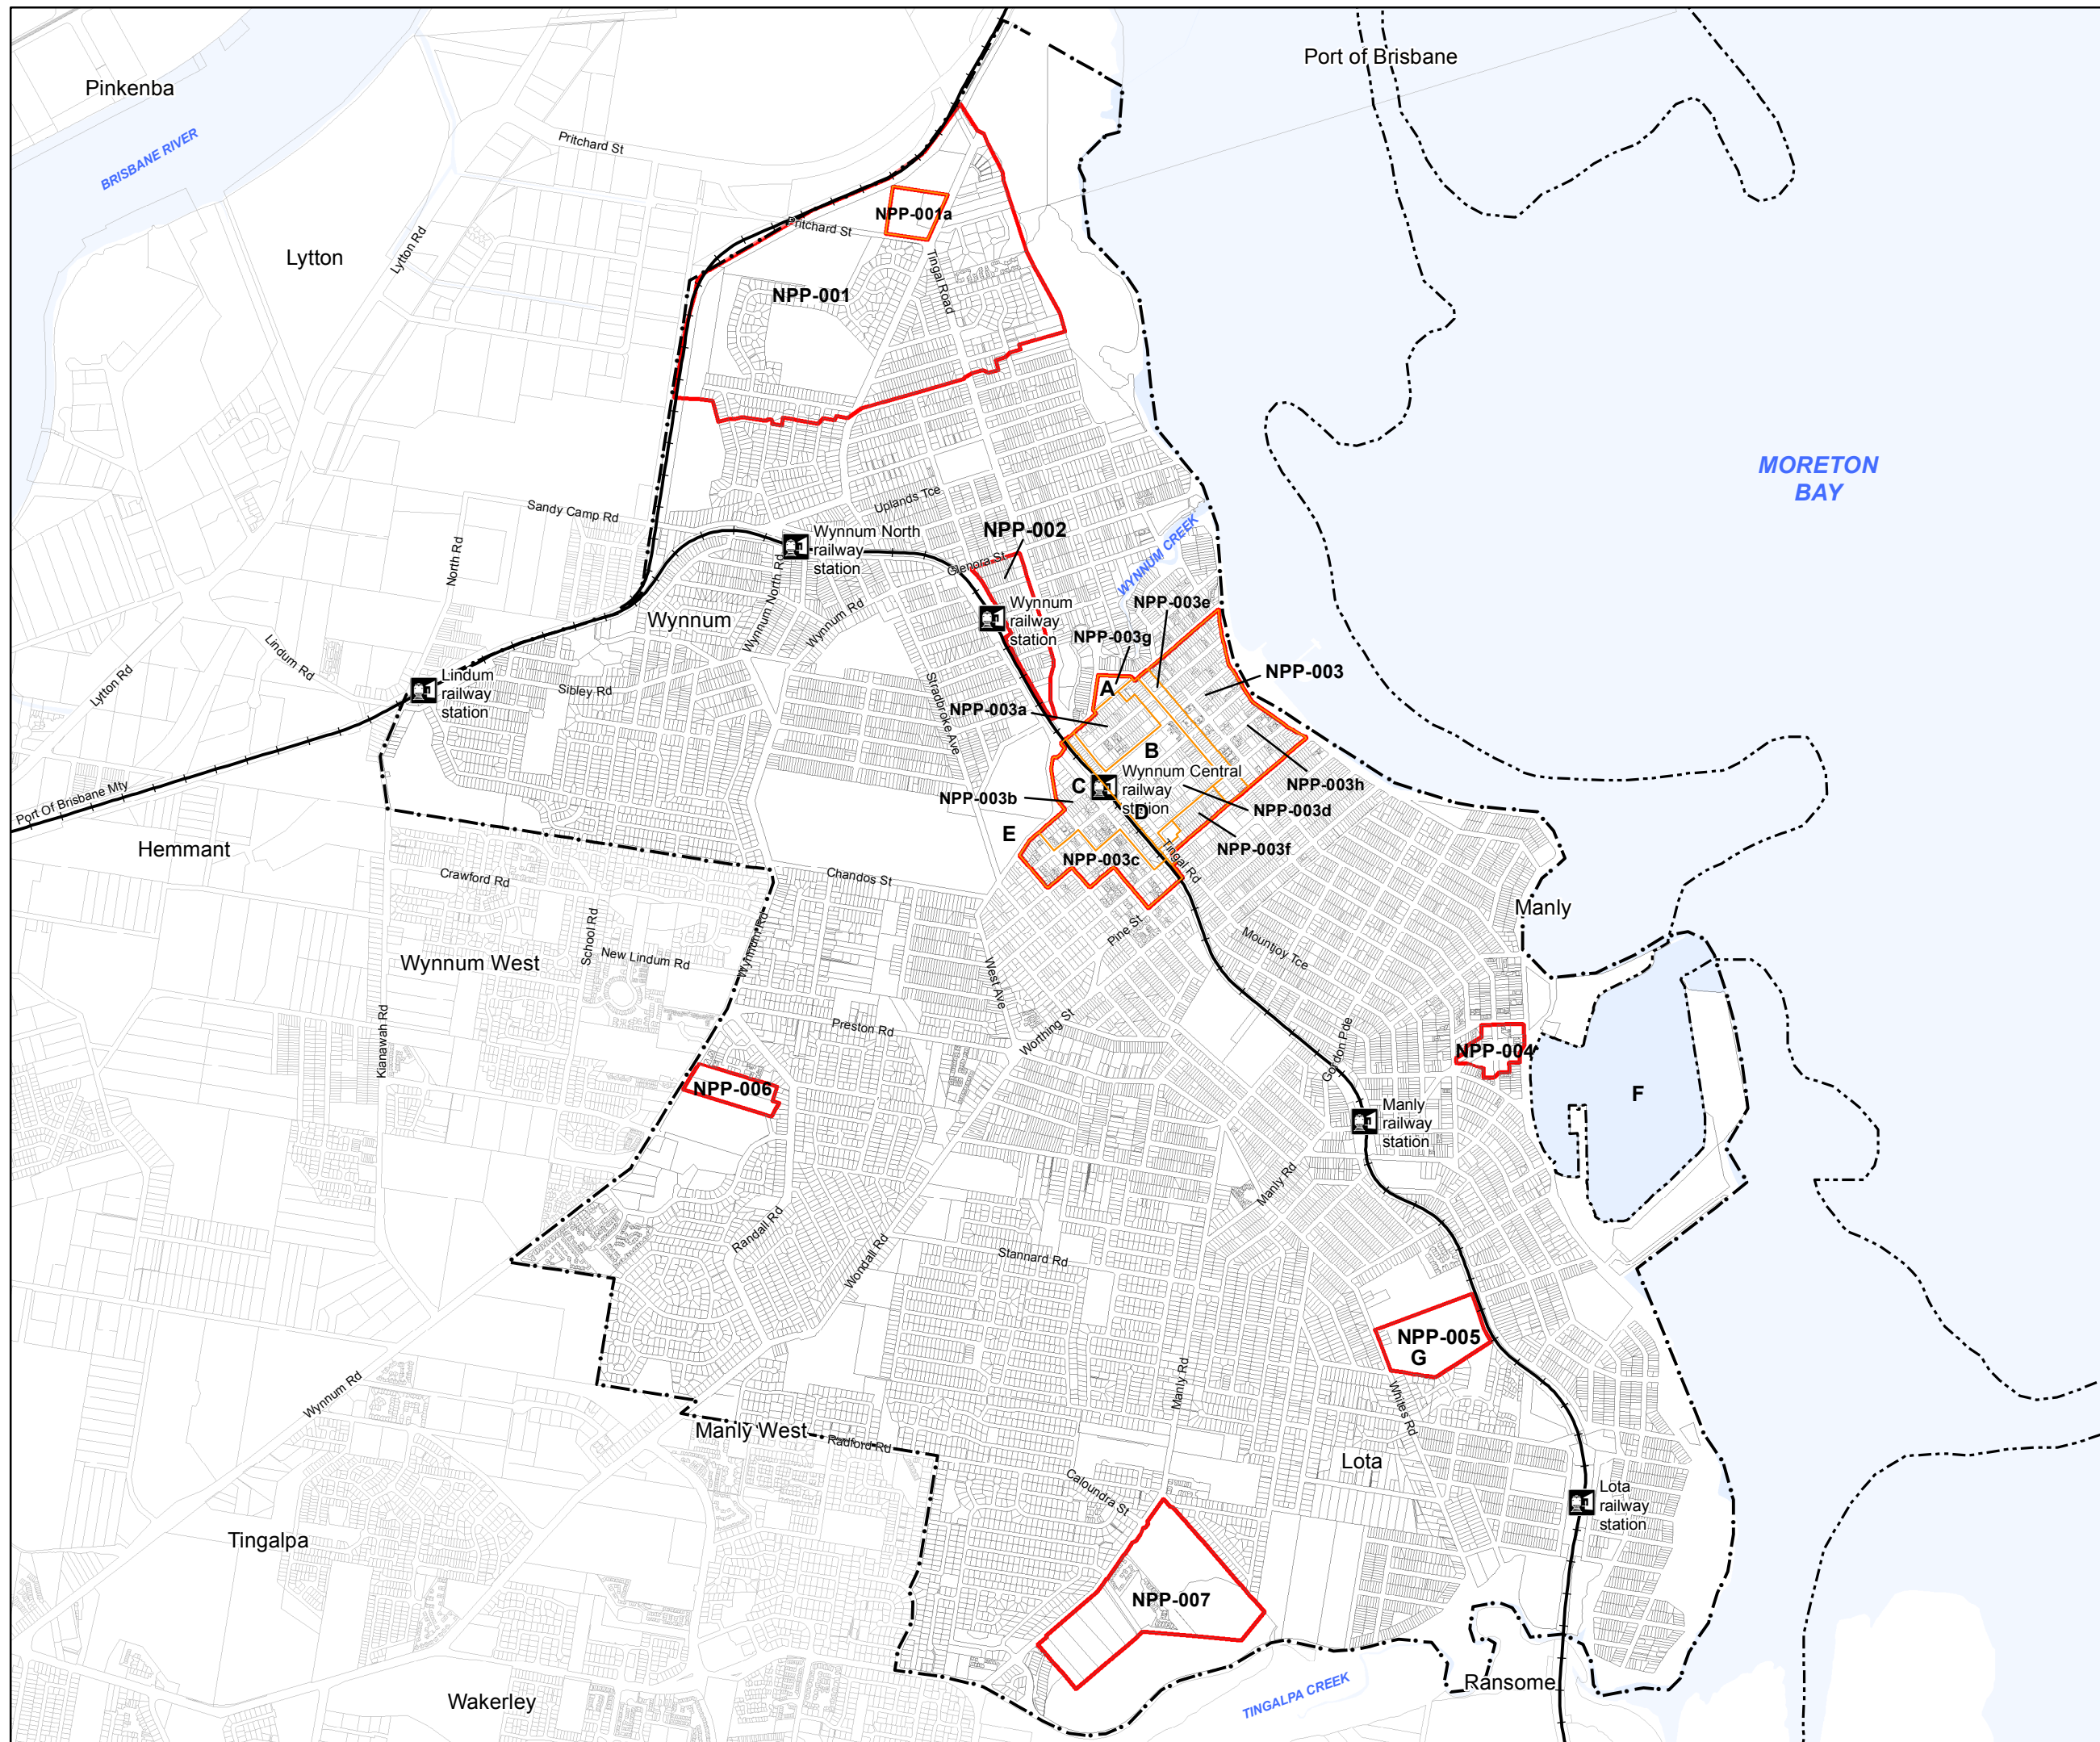 Port of Brisbane
Pinkenba
BRISBANE RIVER
Pritchard St
NPP-001a
Pritchard St
Lytton
Lytton Rd
Tingal Road
NPP-001
MORETON
BAY
Uplands Tce
Sandy Camp Rd
North Rd
Wynnum North
railway
station
NPP-002
WYNNUM CREEK
Glenora St
Wynnum North Rd
Wynnum Rd
Wynnum
railway
station
NPP-003e
Wynnum
NPP-003g
Lindum Rd
Lytton Rd
Lindum
railway
station
Sibley Rd
Stradbroke Ave
NPP-003
A
NPP-003a
B
Wynnum Central
railway
station
C
NPP-003h
NPP-003b
D
NPP-003d
Port Of Brisbane Mty
E
NPP-003f
NPP-003c
Tingal Rd
Hemmant
Crawford Rd
Chandos St
Manly
School Rd
Wynnum Rd
Pine St
Mountjoy Tce
Wynnum West
New Lindum Rd
West Ave
Kianawah Rd
Preston Rd
Worthing St
Gordon Pde
NPP-004
NPP-006
F
Manly
railway
station
Manly Rd
Randall Rd
Wondall Rd
Stannard Rd
NPP-005
G
Manly Rd
Whites Rd
Wynnum Rd
Manly West
Radford Rd
Lota
Caloundra St
Lota
railway
station
Tingalpa
NPP-007
Ransome
TINGALPA CREEK
Wakerley